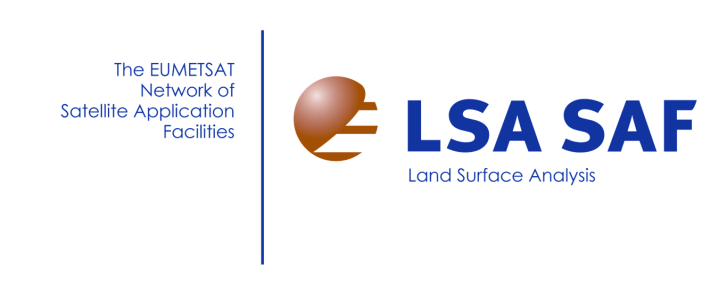 The EUMETSAT
Network of
Satellite Application
Facilities
LSA SAF
Land Surface Analysis